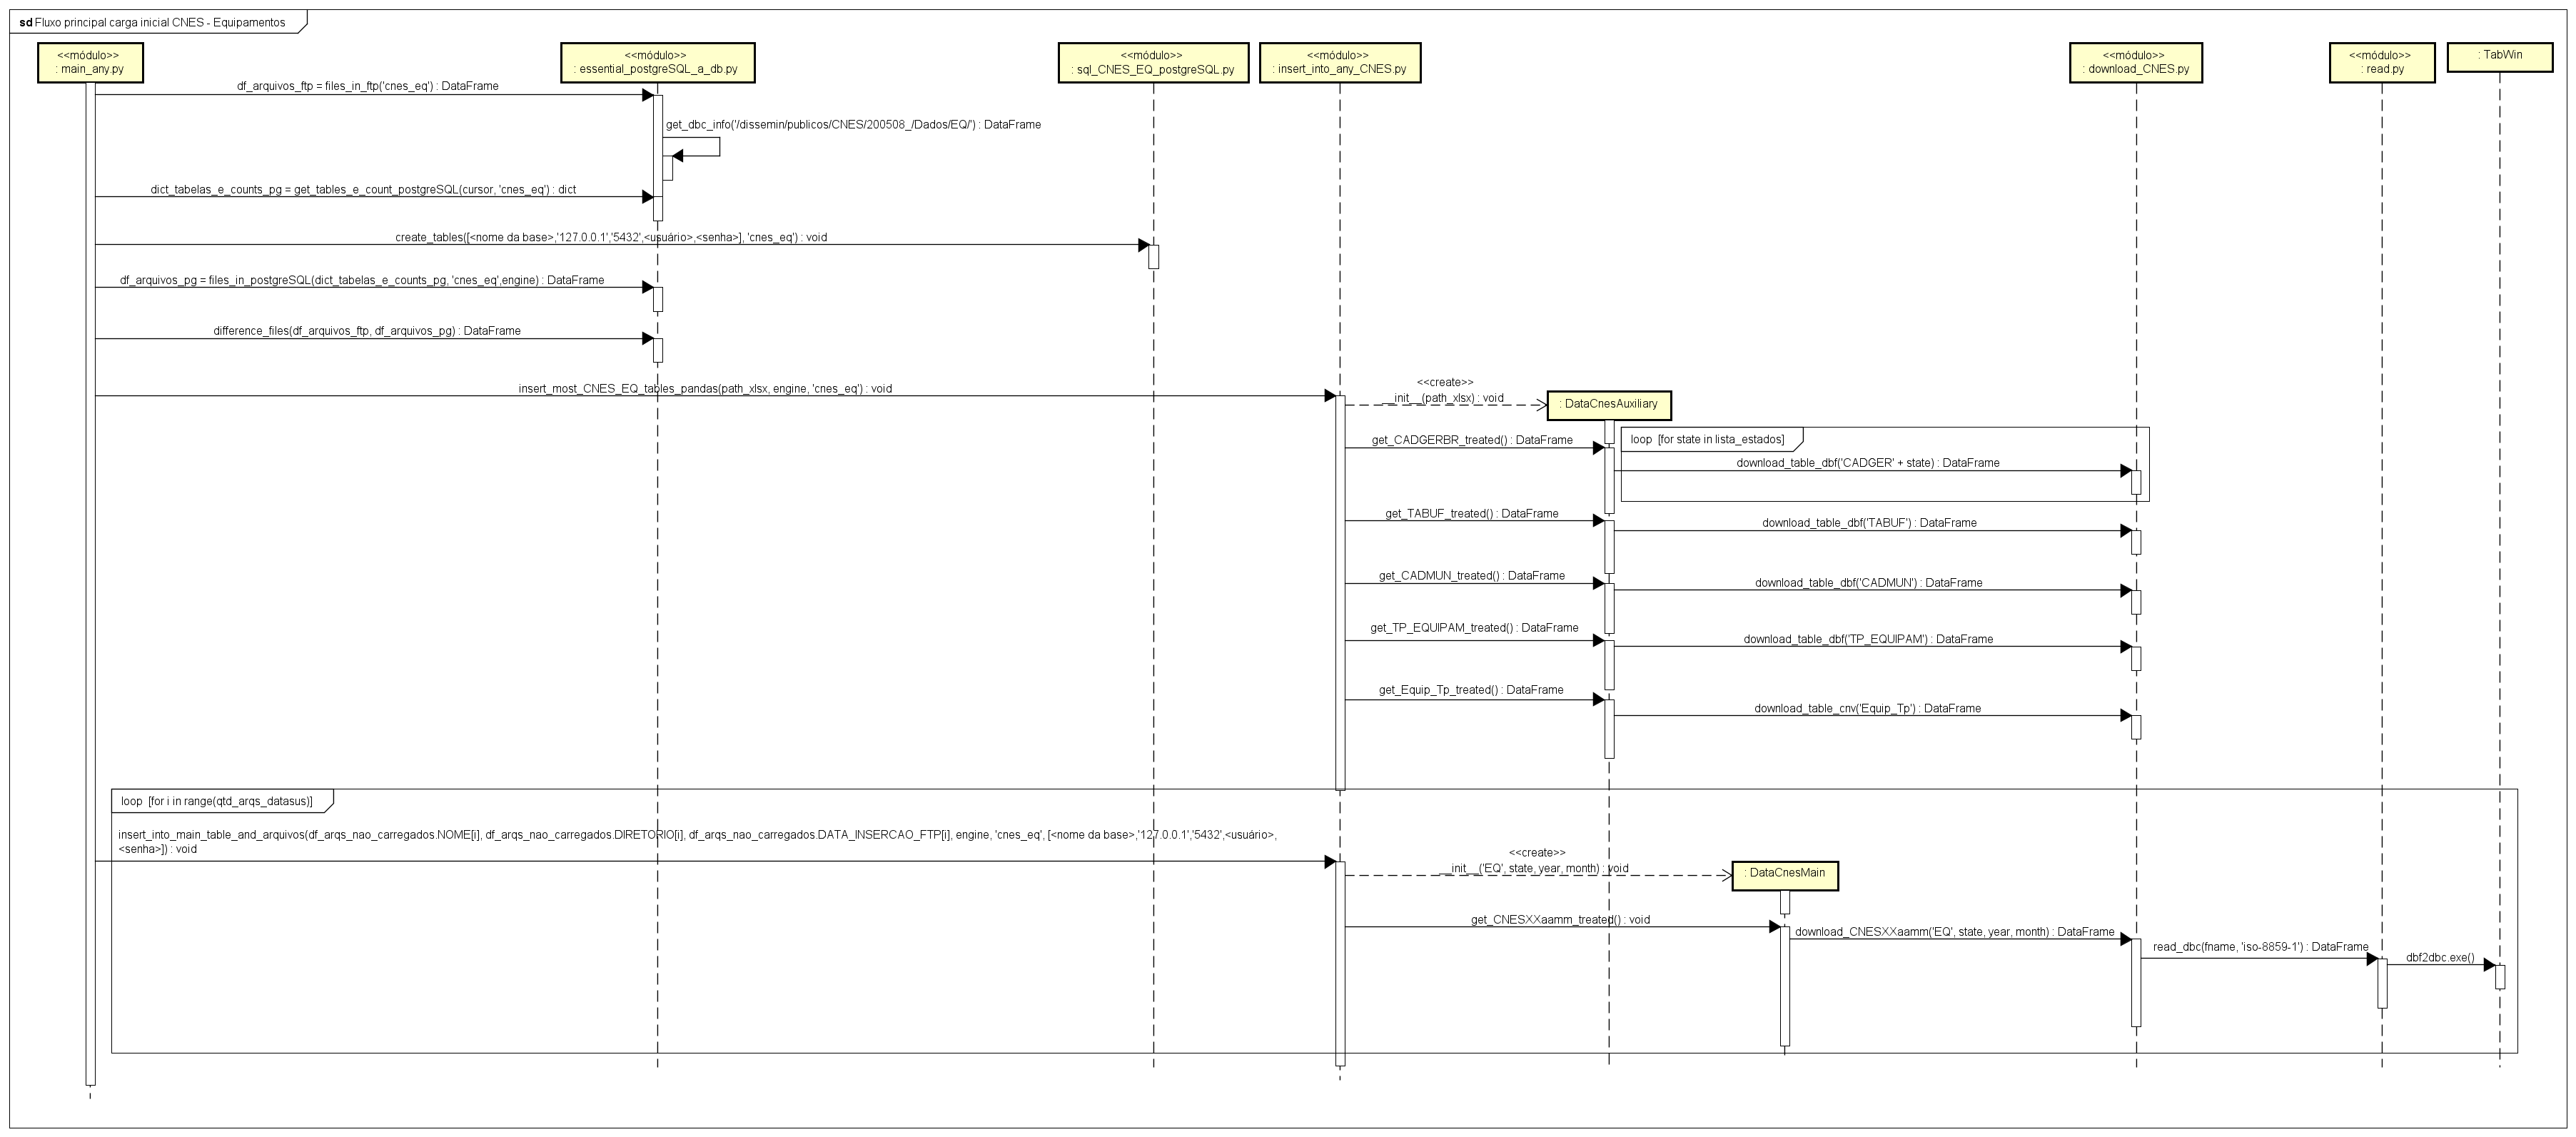 sd Fluxo principal carga inicial CNES - Equipamentos
<<módulo>>
: main_any.py
<<módulo>>
: essential_postgreSQL_a_db.py
<<módulo>>
: sql_CNES_EQ_postgreSQL.py
<<módulo>>
: insert_into_any_CNES.py
<<módulo>>
: download_CNES.py
<<módulo>>
: read.py
: TabWin
df_arquivos_ftp = files_in_ftp('cnes_eq') : DataFrame
get_dbc_info('/dissemin/publicos/CNES/200508_/Dados/EQ/') : DataFrame
dict_tabelas_e_counts_pg = get_tables_e_count_postgreSQL(cursor, 'cnes_eq') : dict
create_tables([<nome da base>,'127.0.0.1','5432',<usuário>,<senha>], 'cnes_eq') : void
df_arquivos_pg = files_in_postgreSQL(dict_tabelas_e_counts_pg, 'cnes_eq',engine) : DataFrame
difference_files(df_arquivos_ftp, df_arquivos_pg) : DataFrame
insert_most_CNES_EQ_tables_pandas(path_xlsx, engine, 'cnes_eq') : void
<<create>>
__init__(path_xlsx) : void
: DataCnesAuxiliary
get_CADGERBR_treated() : DataFrame
loop [for state in lista_estados]
download_table_dbf('CADGER' + state) : DataFrame
get_TABUF_treated() : DataFrame
download_table_dbf('TABUF') : DataFrame
get_CADMUN_treated() : DataFrame
download_table_dbf('CADMUN') : DataFrame
get_TP_EQUIPAM_treated() : DataFrame
download_table_dbf('TP_EQUIPAM') : DataFrame
get_Equip_Tp_treated() : DataFrame
download_table_cnv('Equip_Tp') : DataFrame
loop [for i in range(qtd_arqs_datasus)]
insert_into_main_table_and_arquivos(df_arqs_nao_carregados.NOME[i], df_arqs_nao_carregados.DIRETORIO[i], df_arqs_nao_carregados.DATA_INSERCAO_FTP[i], engine, 'cnes_eq', [<nome da base>,'127.0.0.1','5432',<usuário>,
<senha>]) : void
<<create>>
__init__('EQ', state, year, month) : void
: DataCnesMain
get_CNESXXaamm_treated() : void
download_CNESXXaamm('EQ', state, year, month) : DataFrame
read_dbc(fname, 'iso-8859-1') : DataFrame
dbf2dbc.exe()